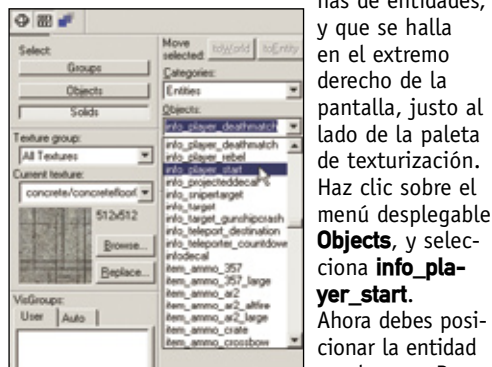 Select:
Groups
Objects
Solids
Texture group:
All Textures
Current texture:
concrete/concretefloor(
512x512
Browse...
Replace...
VisGroups:
User
Auto
Move selected:
toWorld
toEntity
Categories:
Entities
Objects:
info_player_deathmatch
info_player_deathmatch
info_player_rebel
info_player_start
info_projecteddecal
info_snipertarget
info_target
info_target_gunshipcrash
info_teleport_destination
info_teleporter_countdown
infodecal
item_ammo_357
item_ammo_357_large
item_ammo_ar2
item_ammo_ar2_altfire
item_ammo_ar2_large
item_ammo_crate
item_ammo_crossbow
nas de entidades,
y que se halla
en el extremo
derecho de la
pantalla, justo al
lado de la paleta
de texturización.
Haz clic sobre el
menú desplegable
Objects, y selec-
ciona info_pla-
yer_start.
Ahora debes posi-
cionar la entidad